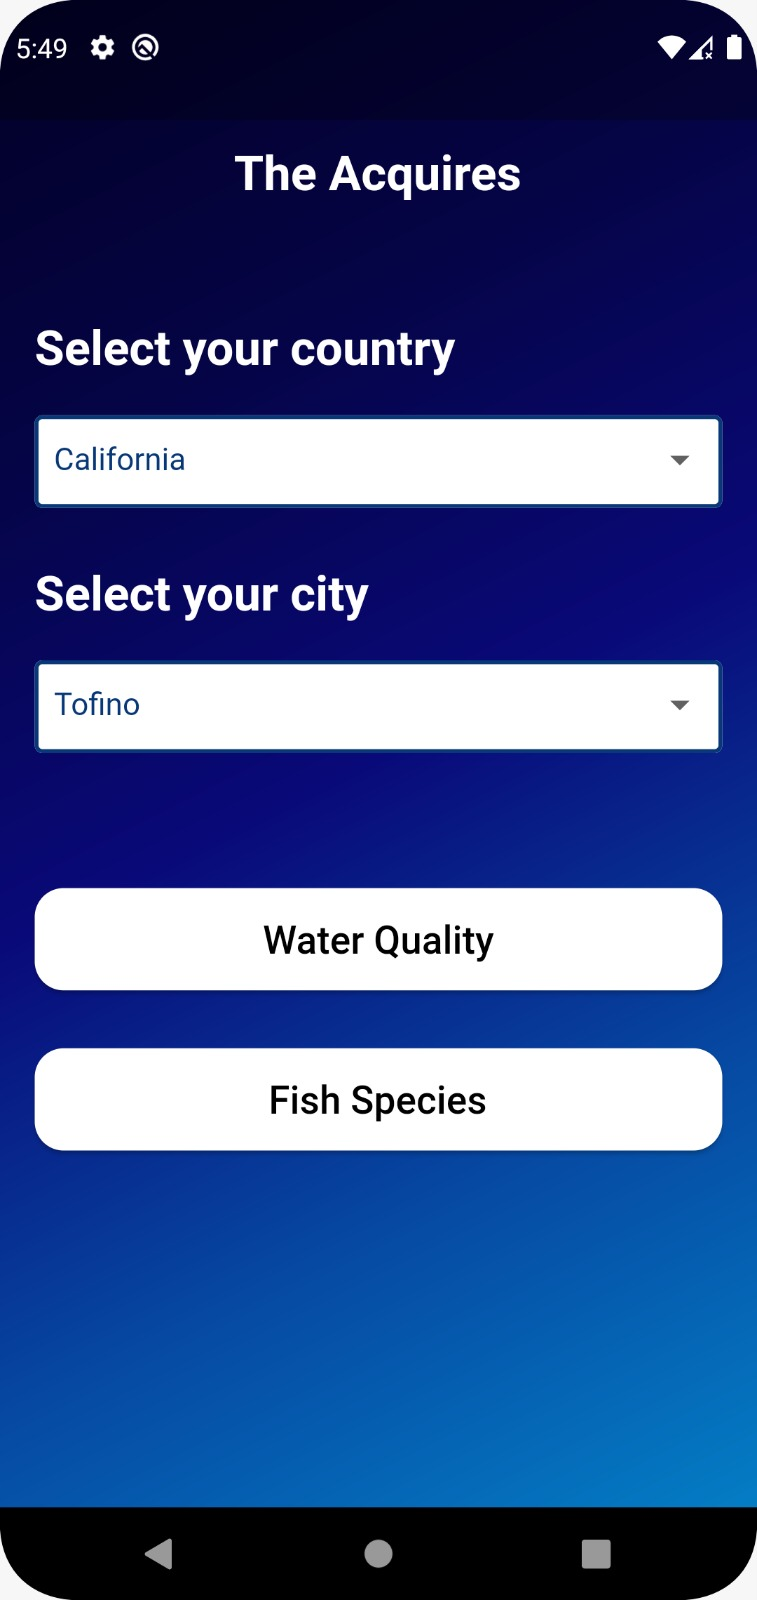 5:49
The Acquires
Select your country
California
Select your city
Tofino
Water Quality
Fish Species